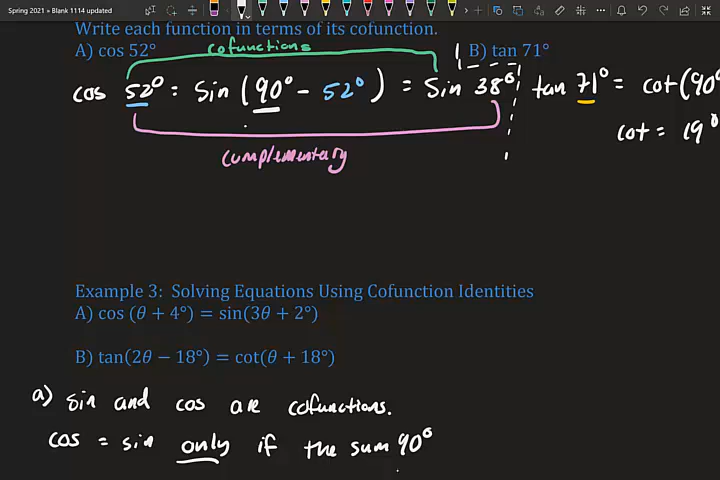 Spring 2021 » Blank 1114 updated
Write each function in terms of its cofunction.
A) cos 52° cofunctions B) tan 71°
cos 52° = sin (90° - 52°) = sin 38° tan 71° = cot(90°
cot = 19°
complementary
Example 3: Solving Equations Using Cofunction Identities
A) cos (θ + 4°) = sin(3θ + 2°)
B) tan(2θ − 18°) = cot(θ + 18°)
a) sin and cos are cofunctions.
cos = sin only if the sum 90°